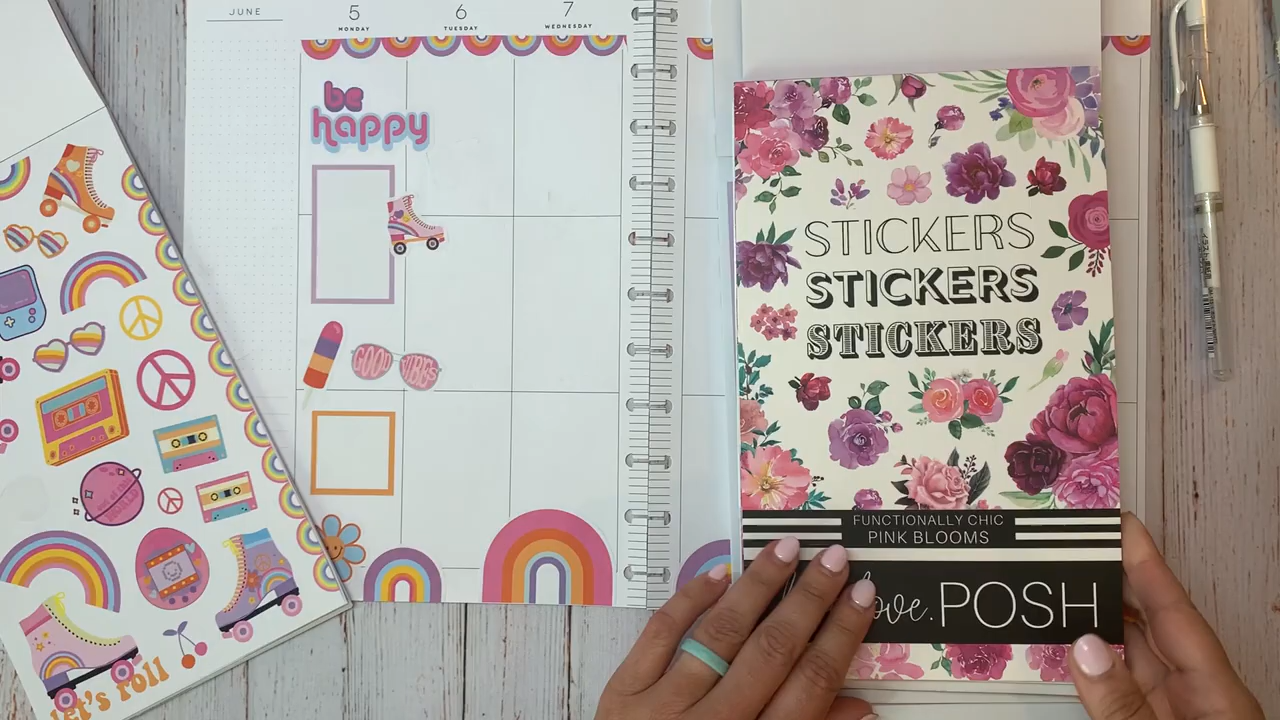 JUNE
5
MONDAY
6
TUESDAY
7
WEDNESDAY
be
happy
GOOD VIBES
let's roll
STICKERS
STICKERS
STICKERS
FUNCTIONALLY CHIC
PINK BLOOMS
love. POSH